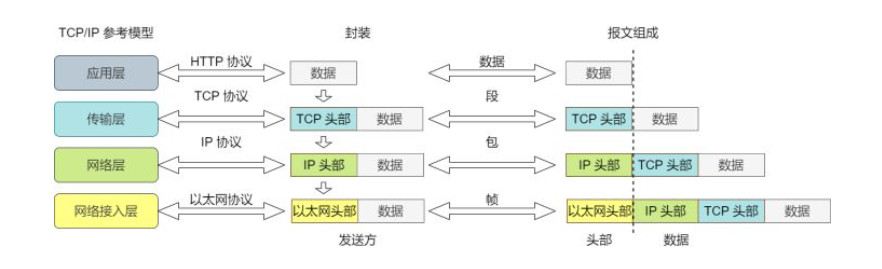 TCP/IP 参考模型 封装 报文组成
应用层 HTTP 协议 数据 数据 数据
传输层 TCP 协议 TCP 头部 数据 段 TCP 头部 数据
网络层 IP 协议 IP 头部 数据 包 IP 头部 TCP 头部 数据
网络接入层 以太网协议 以太网头部 数据 帧 以太网头部 IP 头部 TCP 头部 数据
发送方 头部 数据